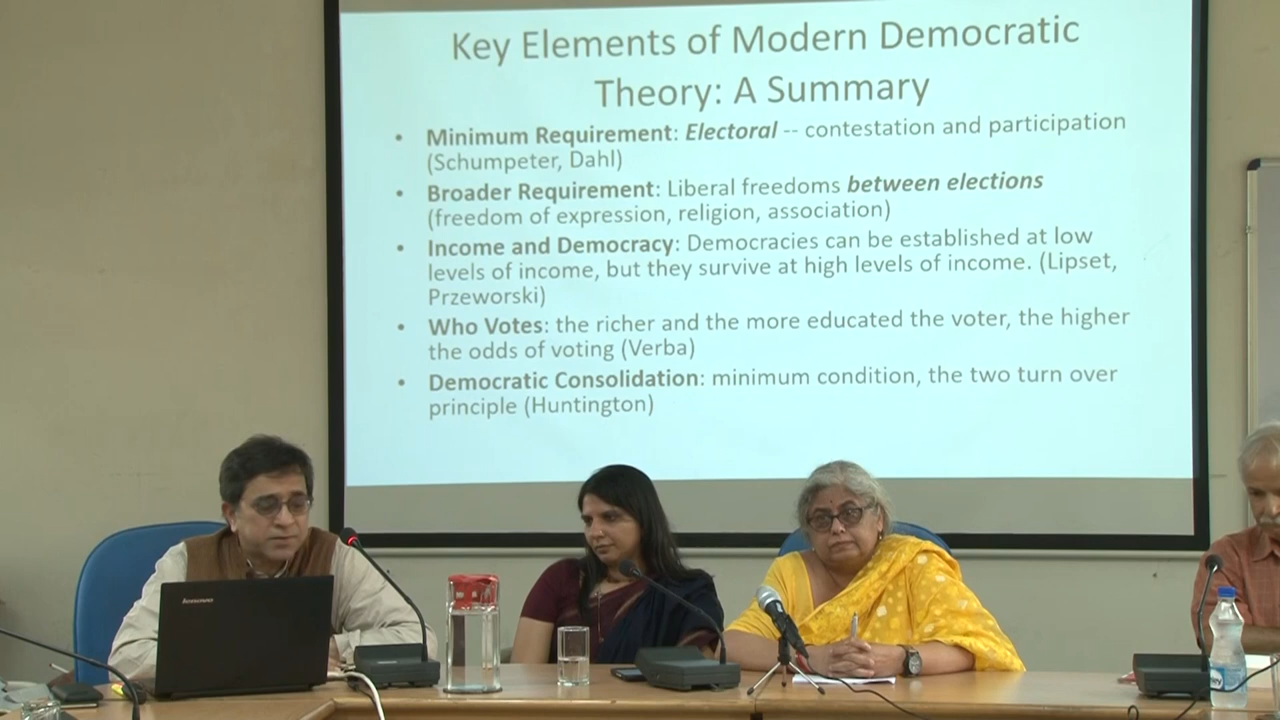 Key Elements of Modern Democratic
Theory: A Summary
• Minimum Requirement: Electoral -- contestation and participation
(Schumpeter, Dahl)
• Broader Requirement: Liberal freedoms between elections
(freedom of expression, religion, association)
• Income and Democracy: Democracies can be established at low
levels of income, but they survive at high levels of income. (Lipset,
Przeworski)
• Who Votes: the richer and the more educated the voter, the higher
the odds of voting (Verba)
• Democratic Consolidation: minimum condition, the two turn over
principle (Huntington)
lenovo